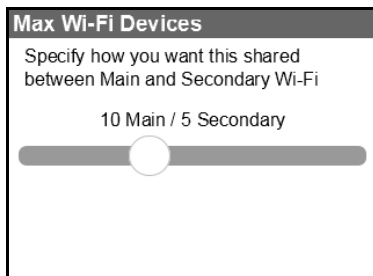 Max Wi-Fi Devices
Specify how you want this shared
between Main and Secondary Wi-Fi
10 Main / 5 Secondary